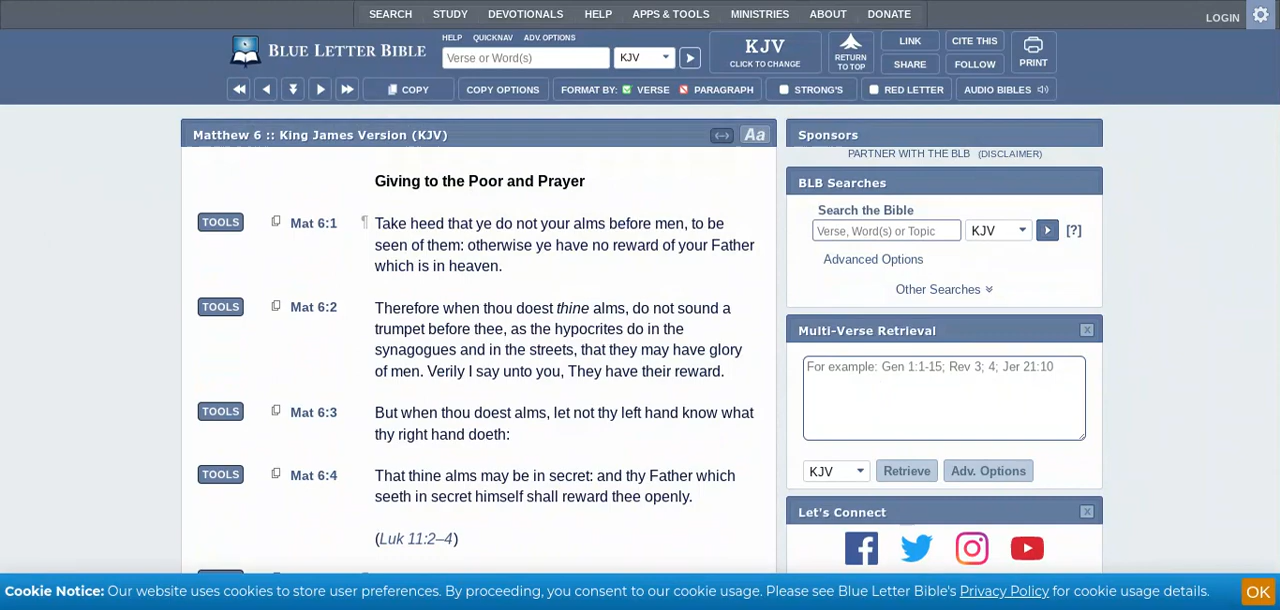 SEARCH STUDY DEVOTIONALS HELP APPS & TOOLS MINISTRIES ABOUT DONATE
LOGIN
BLUE LETTER BIBLE
HELP QUICKNAV ADV. OPTIONS
Verse or Word(s) KJV
KJV
CLICK TO CHANGE
RETURN
TO TOP
LINK CITE THIS
SHARE FOLLOW
PRINT
COPY COPY OPTIONS FORMAT BY: VERSE PARAGRAPH STRONG'S RED LETTER AUDIO BIBLES
Matthew 6 :: King James Version (KJV) Aa
Giving to the Poor and Prayer
TOOLS Mat 6:1 ¶ Take heed that ye do not your alms before men, to be
seen of them: otherwise ye have no reward of your Father
which is in heaven.
TOOLS Mat 6:2 Therefore when thou doest thine alms, do not sound a
trumpet before thee, as the hypocrites do in the
synagogues and in the streets, that they may have glory
of men. Verily I say unto you, They have their reward.
TOOLS Mat 6:3 But when thou doest alms, let not thy left hand know what
thy right hand doeth:
TOOLS Mat 6:4 That thine alms may be in secret: and thy Father which
seeth in secret himself shall reward thee openly.
(Luk 11:2–4)
Sponsors
PARTNER WITH THE BLB (DISCLAIMER)
BLB Searches
Search the Bible
Verse, Word(s) or Topic KJV [?]
Advanced Options
Other Searches
Multi-Verse Retrieval X
For example: Gen 1:1-15; Rev 3; 4; Jer 21:10
KJV Retrieve Adv. Options
Let's Connect X
Cookie Notice: Our website uses cookies to store user preferences. By proceeding, you consent to our cookie usage. Please see Blue Letter Bible's Privacy Policy for cookie usage details. OK